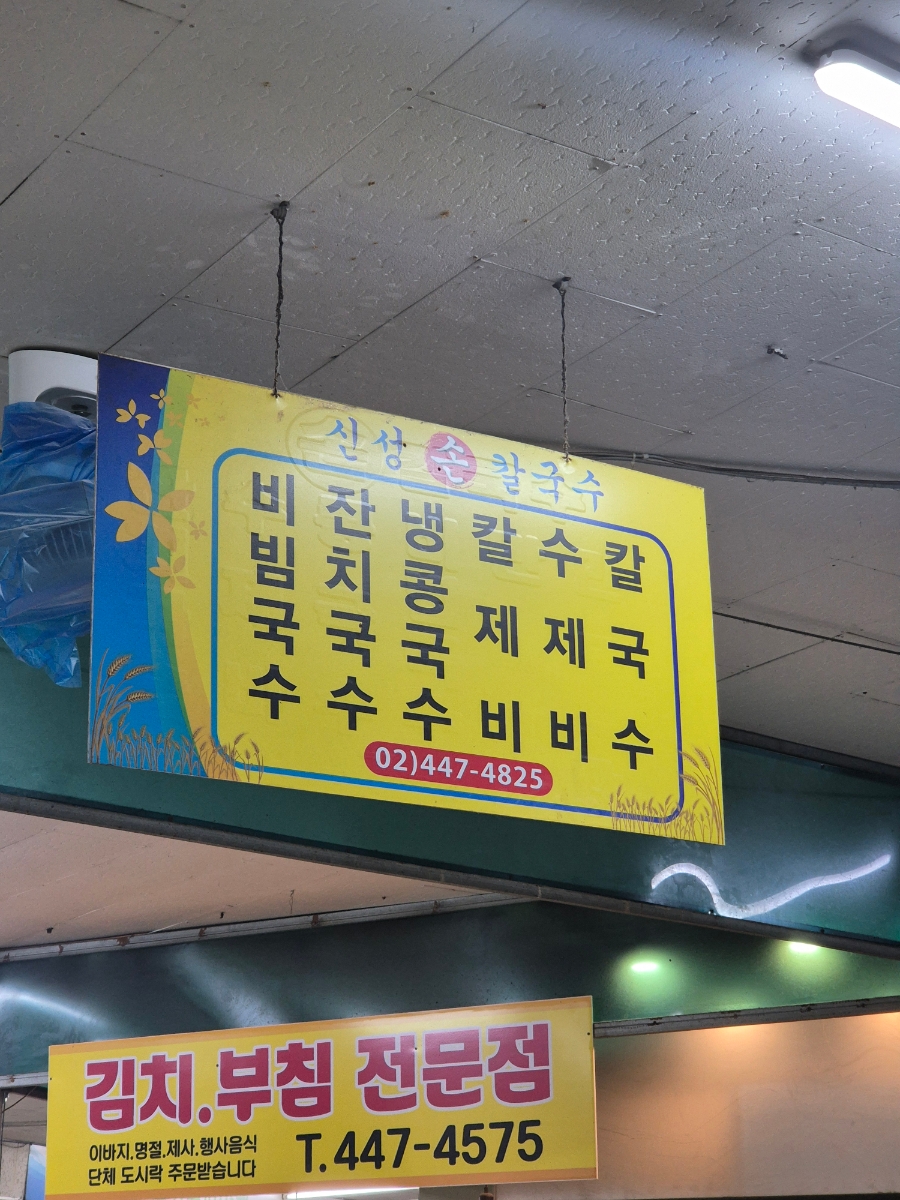 신성 손 칼국수
비빔국수
잔치국수
냉콩국수
칼제비
수제비
칼국수
02)447-4825
김치.부침 전문점
이바지.명절.제사.행사음식
단체 도시락 주문받습니다
T.447-4575